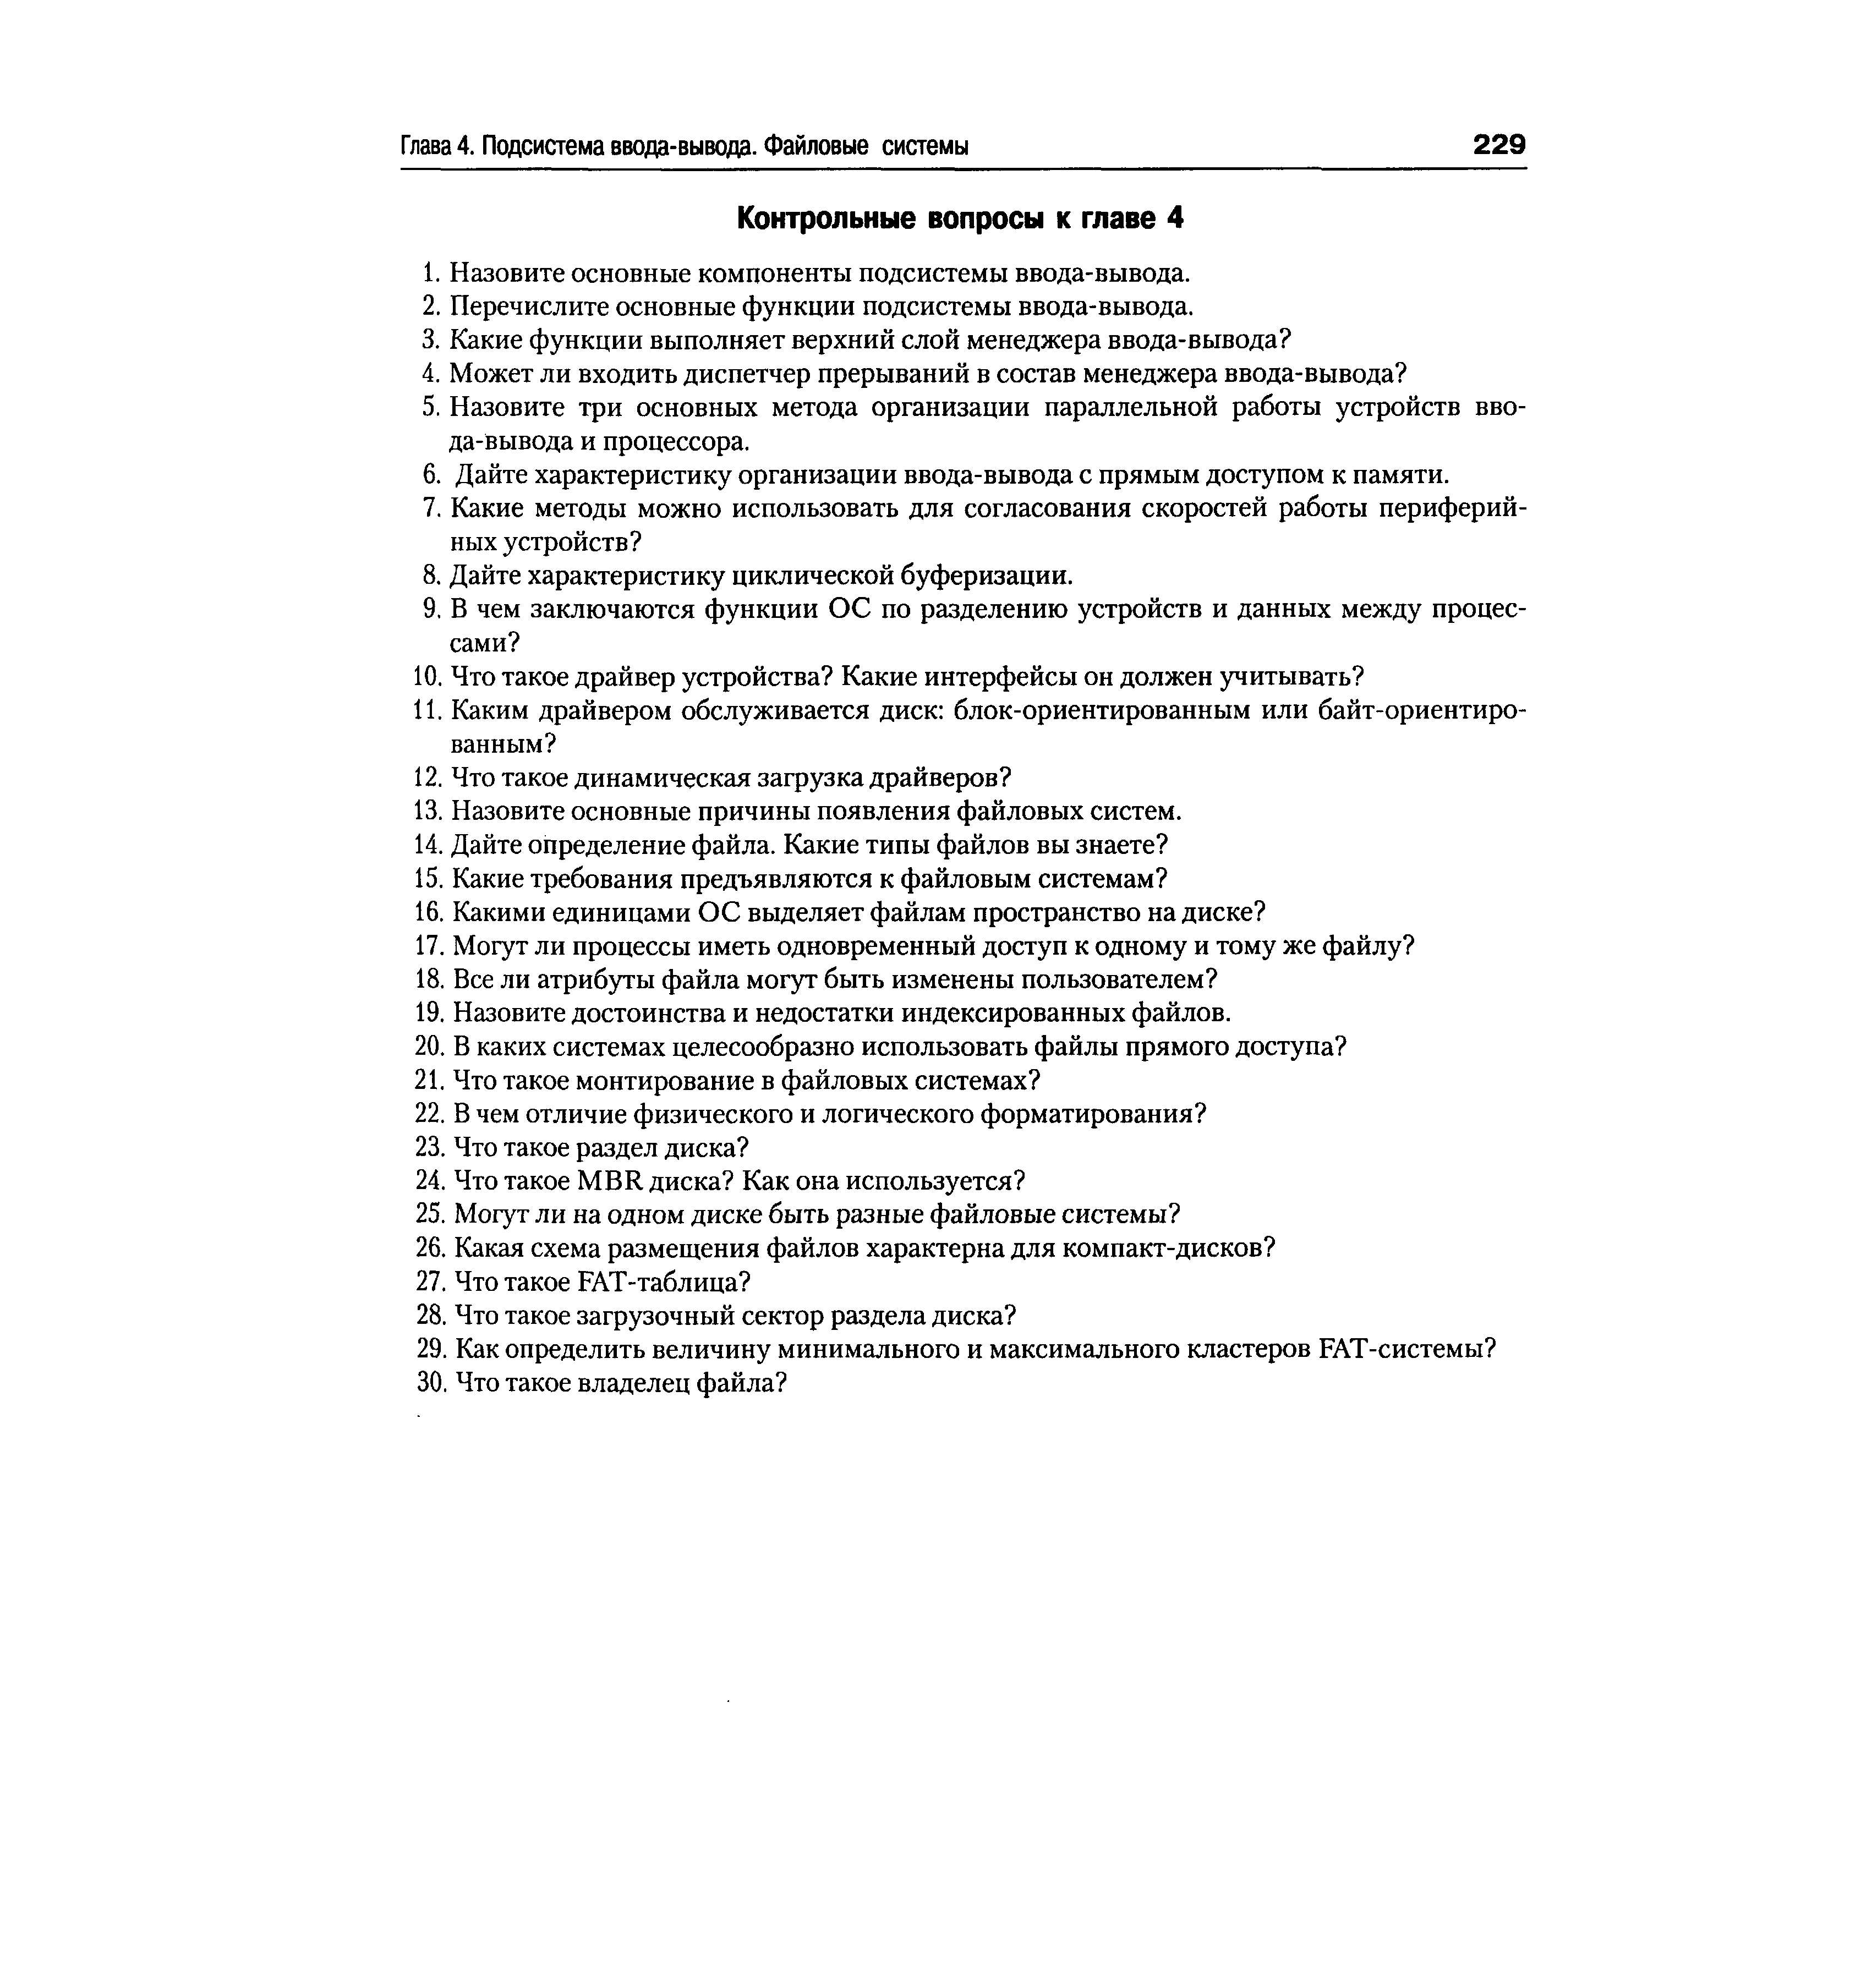 Глава 4. Подсистема ввода-вывода. Файловые системы 229
Контрольные вопросы к главе 4
1. Назовите основные компоненты подсистемы ввода-вывода.
2. Перечислите основные функции подсистемы ввода-вывода.
3. Какие функции выполняет верхний слой менеджера ввода-вывода?
4. Может ли входить диспетчер прерываний в состав менеджера ввода-вывода?
5. Назовите три основных метода организации параллельной работы устройств вво-
да-вывода и процессора.
6. Дайте характеристику организации ввода-вывода с прямым доступом к памяти.
7. Какие методы можно использовать для согласования скоростей работы периферий-
ных устройств?
8. Дайте характеристику циклической буферизации.
9. В чем заключаются функции ОС по разделению устройств и данных между процес-
сами?
10. Что такое драйвер устройства? Какие интерфейсы он должен учитывать?
11. Каким драйвером обслуживается диск: блок-ориентированным или байт-ориентиро-
ванным?
12. Что такое динамическая загрузка драйверов?
13. Назовите основные причины появления файловых систем.
14. Дайте определение файла. Какие типы файлов вы знаете?
15. Какие требования предъявляются к файловым системам?
16. Какими единицами ОС выделяет файлам пространство на диске?
17. Могут ли процессы иметь одновременный доступ к одному и тому же файлу?
18. Все ли атрибуты файла могут быть изменены пользователем?
19. Назовите достоинства и недостатки индексированных файлов.
20. В каких системах целесообразно использовать файлы прямого доступа?
21. Что такое монтирование в файловых системах?
22. В чем отличие физического и логического форматирования?
23. Что такое раздел диска?
24. Что такое MBR диска? Как она используется?
25. Могут ли на одном диске быть разные файловые системы?
26. Какая схема размещения файлов характерна для компакт-дисков?
27. Что такое FAT-таблица?
28. Что такое загрузочный сектор раздела диска?
29. Как определить величину минимального и максимального кластеров FAT-системы?
30. Что такое владелец файла?